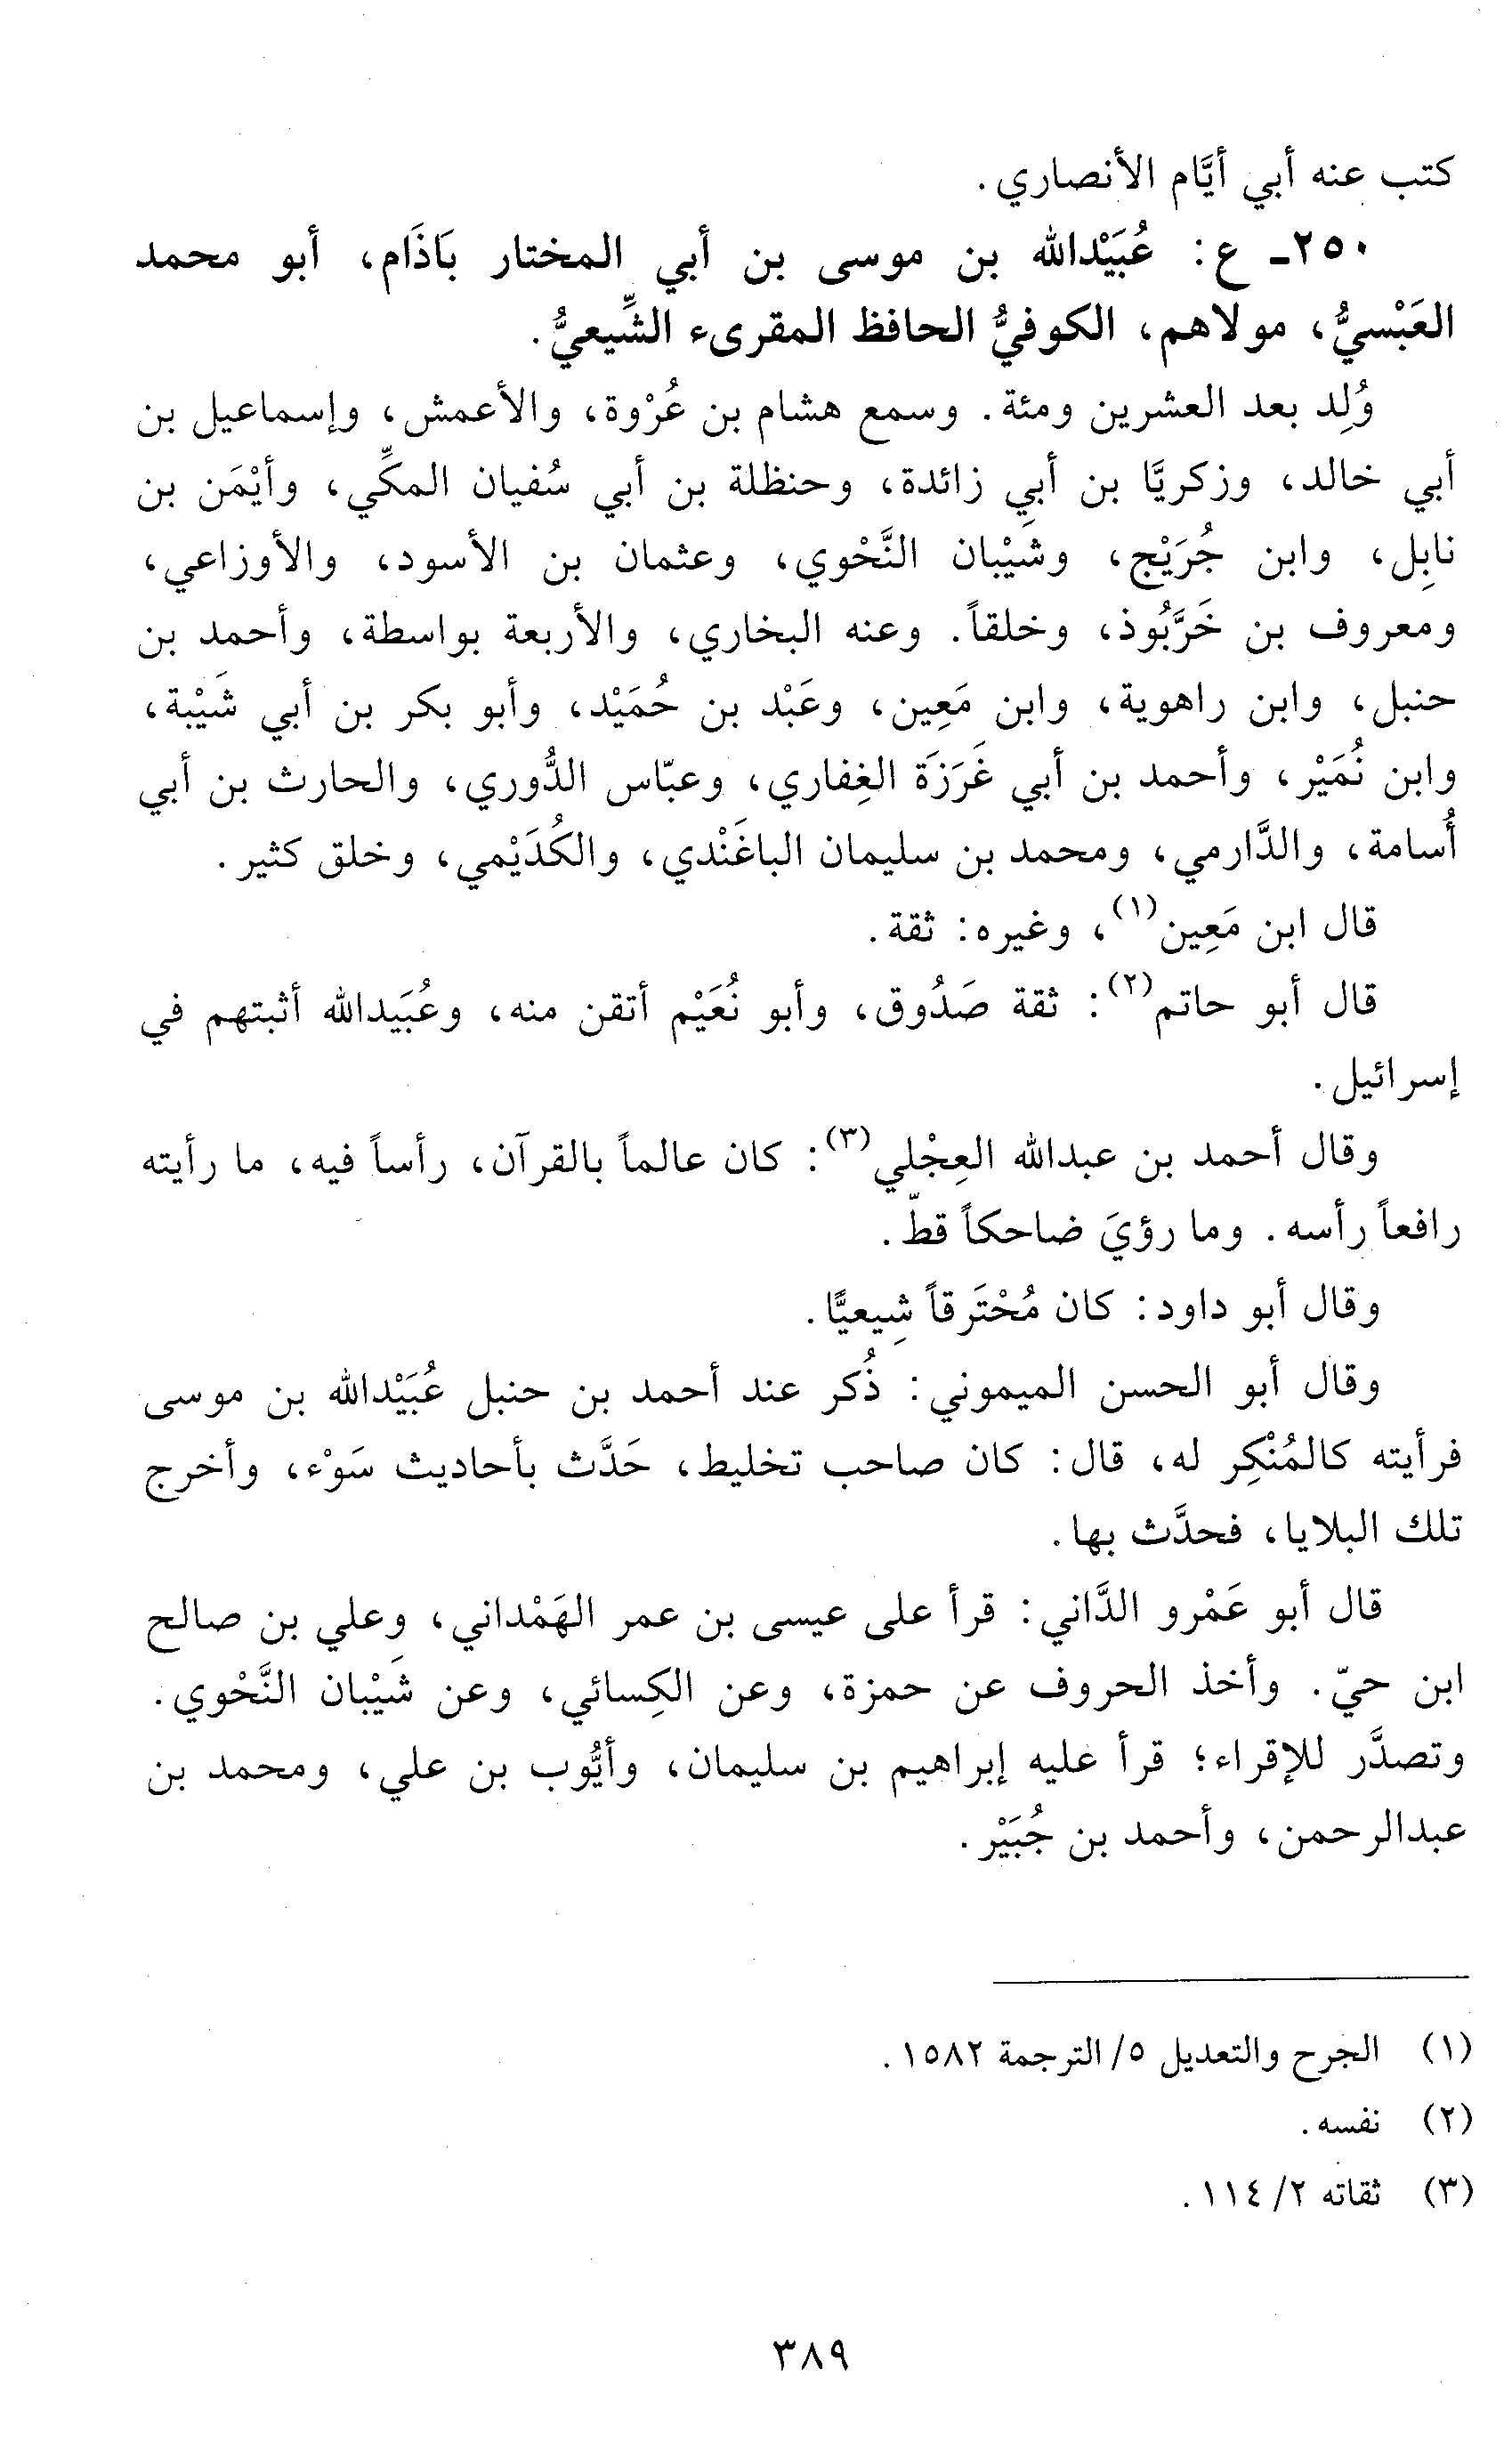 كتب عنه أبي أيَّام الأنصاري.
٢٥٠ـ ع: عُبَيْدالله بن موسى بن أبي المختار بَاذَام، أبو محمد
العَبْسيُّ، مولاهم، الكوفيُّ الحافظ المقرىء الشِّيعيُّ.
وُلِد بعد العشرين ومئة. وسمع هشام بن عُرْوة، والأعمش، وإسماعيل بن
أبي خالد، وزكريَّا بن أبي زائدة، وحنظلة بن أبي سُفيان المكِّي، وأيْمَن بن
نابِل، وابن جُرَيْج، وشَيْبان النَّحْوي، وعثمان بن الأسود، والأوزاعي،
ومعروف بن خَرَّبُوذ، وخلقاً. وعنه البخاري، والأربعة بواسطة، وأحمد بن
حنبل، وابن راهوية، وابن مَعِين، وعَبْد بن حُمَيْد، وأبو بكر بن أبي شَيْبة،
وابن نُمَيْر، وأحمد بن أبي غَرَزَة الغِفاري، وعبّاس الدُّوري، والحارث بن أبي
أُسامة، والدَّارمي، ومحمد بن سليمان الباغَنْدي، والكُدَيْمي، وخلق كثير.
قال ابن مَعِين(١)، وغيره: ثقة.
قال أبو حاتم(٢): ثقة صَدُوق، وأبو نُعَيْم أتقن منه، وعُبَيدالله أثبتهم في
إسرائيل.
وقال أحمد بن عبدالله العِجْلي(٣): كان عالماً بالقرآن، رأساً فيه، ما رأيته
رافعاً رأسه. وما رؤيَ ضاحكاً قطّ.
وقال أبو داود: كان مُحْتَرقاً شِيعيًّا.
وقال أبو الحسن الميموني: ذُكر عند أحمد بن حنبل عُبَيْدالله بن موسى
فرأيته كالمُنْكِر له، قال: كان صاحب تخليط، حَدَّث بأحاديث سَوْء، وأخرج
تلك البلايا، فحدَّث بها.
قال أبو عَمْرو الدَّاني: قرأ على عيسى بن عمر الهَمْداني، وعلي بن صالح
ابن حيّ. وأخذ الحروف عن حمزة، وعن الكِسائي، وعن شَيْبان النَّحْوي.
وتصدَّر للإقراء؛ قرأ عليه إبراهيم بن سليمان، وأيُّوب بن علي، ومحمد بن
عبدالرحمن، وأحمد بن جُبَيْر.
(١) الجرح والتعديل ٥/ الترجمة ١٥٨٢.
(٢) نفسه.
(٣) ثقاته ٢/ ١١٤.
٣٨٩